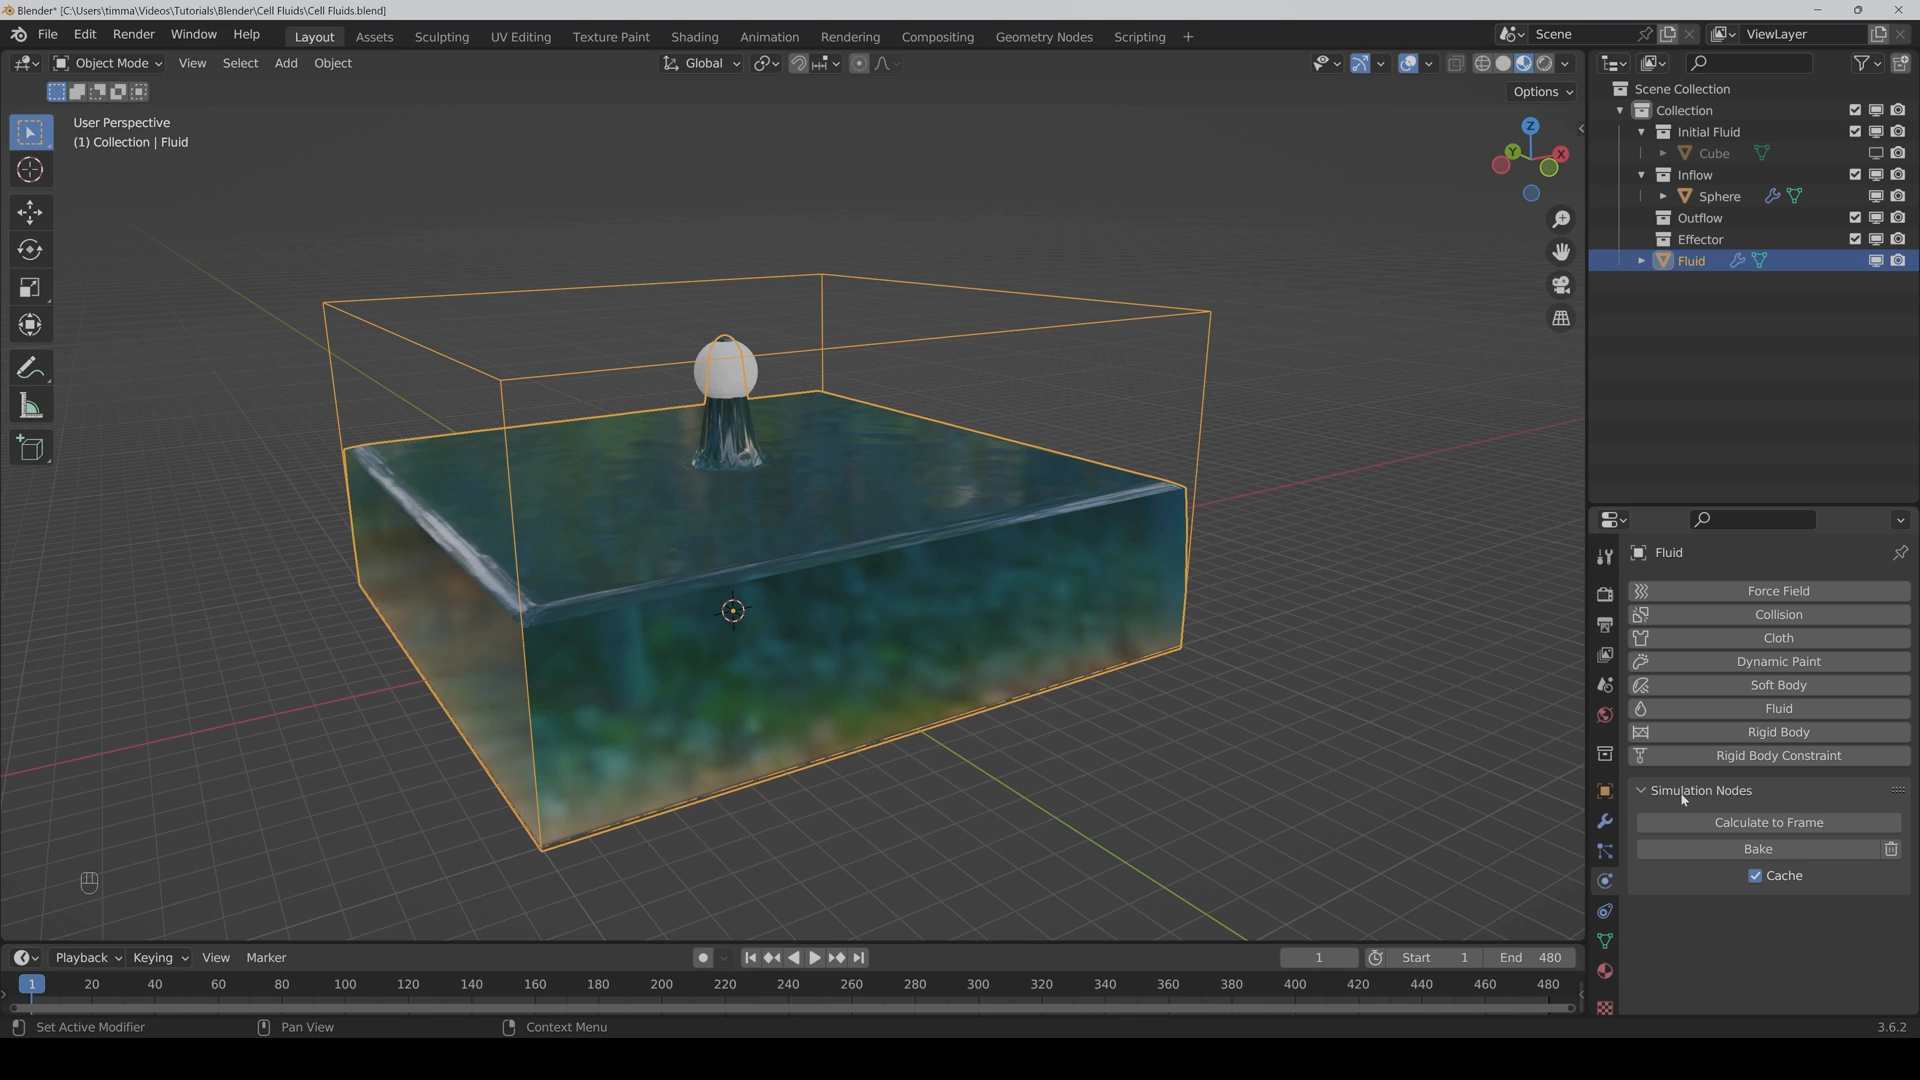 Blender* [C:\Users\timma\Videos\Tutorials\Blender\Cell Fluids\Cell Fluids.blend]
File Edit Render Window Help Layout Assets Sculpting UV Editing Texture Paint Shading Animation Rendering Compositing Geometry Nodes Scripting + Scene ViewLayer
Object Mode View Select Add Object Global
Options
User Perspective
(1) Collection | Fluid
Z
Y
X
Scene Collection
Collection
Initial Fluid
Cube
Inflow
Sphere
Outflow
Effector
Fluid
Fluid
Force Field
Collision
Cloth
Dynamic Paint
Soft Body
Fluid
Rigid Body
Rigid Body Constraint
Simulation Nodes
Calculate to Frame
Bake
Cache
Playback Keying View Marker 1 Start 1 End 480
1 20 40 60 80 100 120 140 160 180 200 220 240 260 280 300 320 340 360 380 400 420 440 460 480
Set Active Modifier Pan View Context Menu 3.6.2